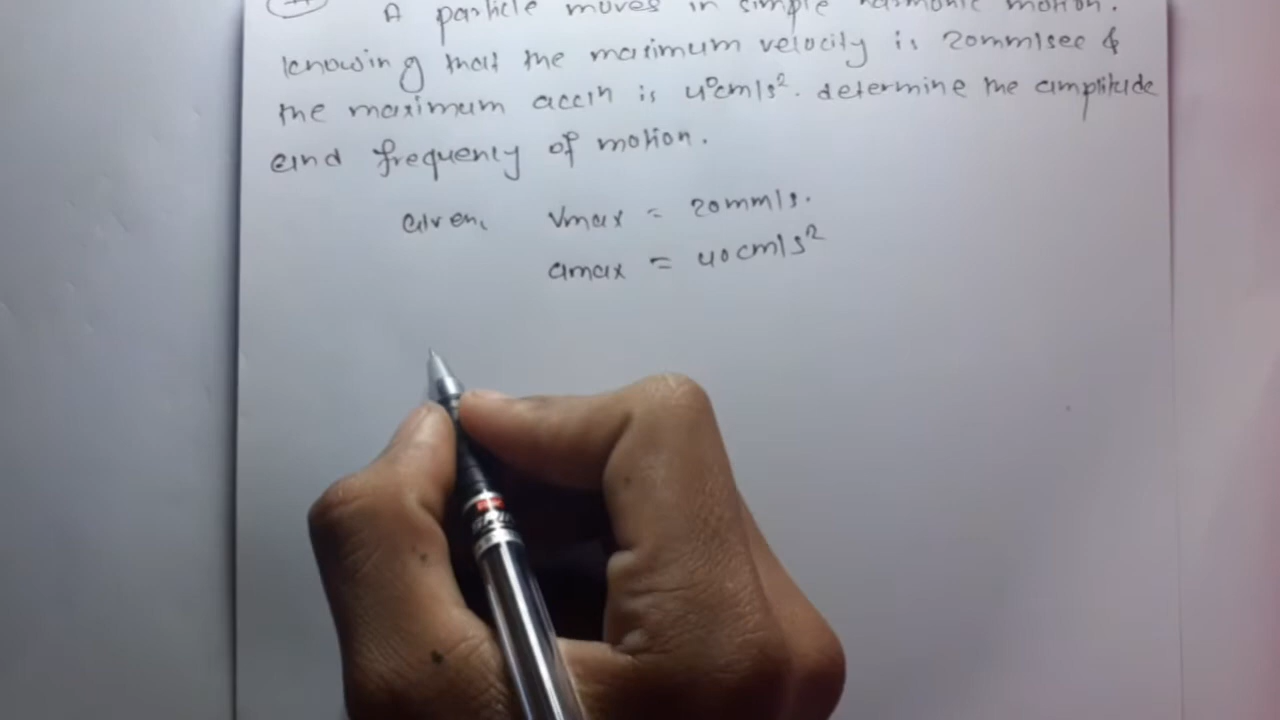 A particle moves in simple harmonic motion.
knowing that the maximum velocity is 20mm/sec &
the maximum accln is 40cm/s². determine the amplitude
and frequency of motion.
Given, Vmax = 20mm/s.
amax = 40cm/s²